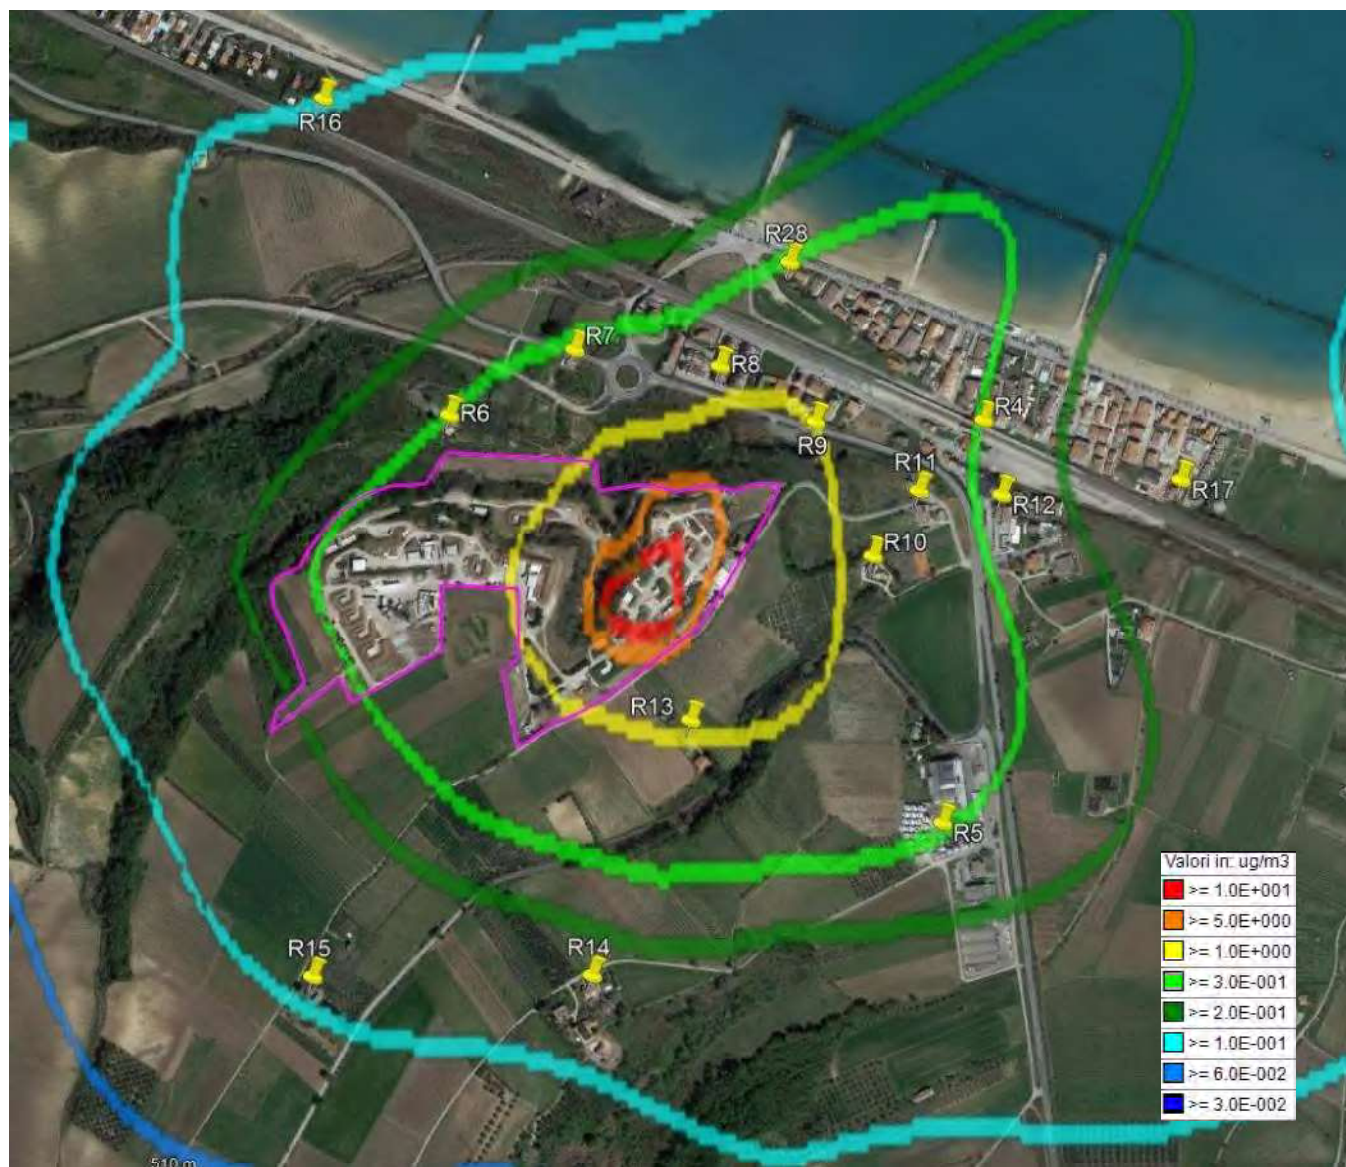 R16
R28
R7
R8
R6
R4
R9
R11
R17
R12
R10
R13
R5
R15
R14
Valori in: ug/m3
>= 1.0E+001
>= 5.0E+000
>= 1.0E+000
>= 3.0E-001
>= 2.0E-001
>= 1.0E-001
>= 6.0E-002
>= 3.0E-002
510 m